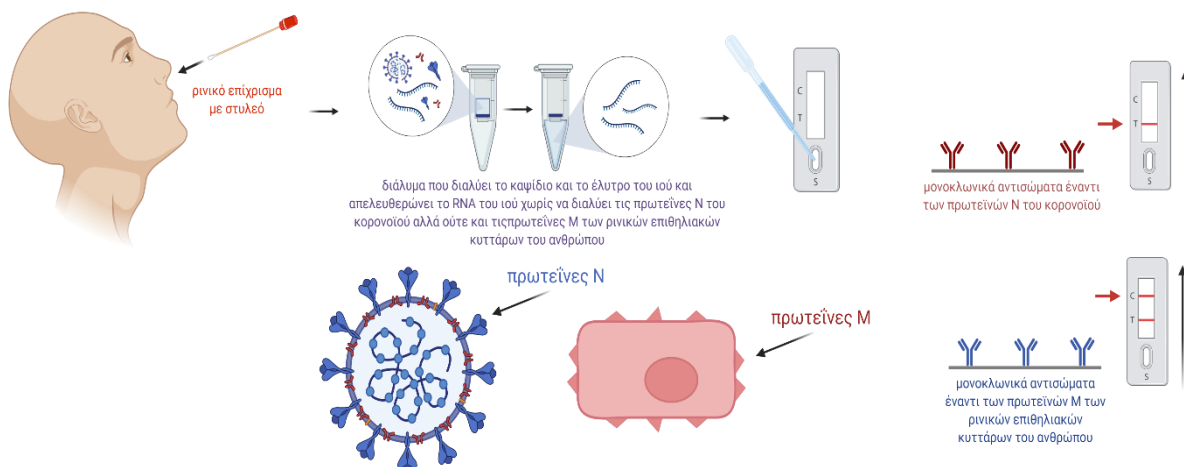 ρινικό επίχρισμα
με στυλεό
διάλυμα που διαλύει το καψίδιο και το έλυτρο του ιού και
απελευθερώνει το RNA του ιού χωρίς να διαλύει τις πρωτεΐνες Ν του
κορονοϊού αλλά ούτε και τιςπρωτεΐνες Μ των ρινικών επιθηλιακών
κυττάρων του ανθρώπου
C
T
S
C
T
S
μονοκλωνικά αντισώματα έναντι
των πρωτεϊνών Ν του κορονοϊού
πρωτεΐνες Ν
πρωτεΐνες Μ
C
T
S
μονοκλωνικά αντισώματα
έναντι των πρωτεϊνών Μ των
ρινικών επιθηλιακών
κυττάρων του ανθρώπου